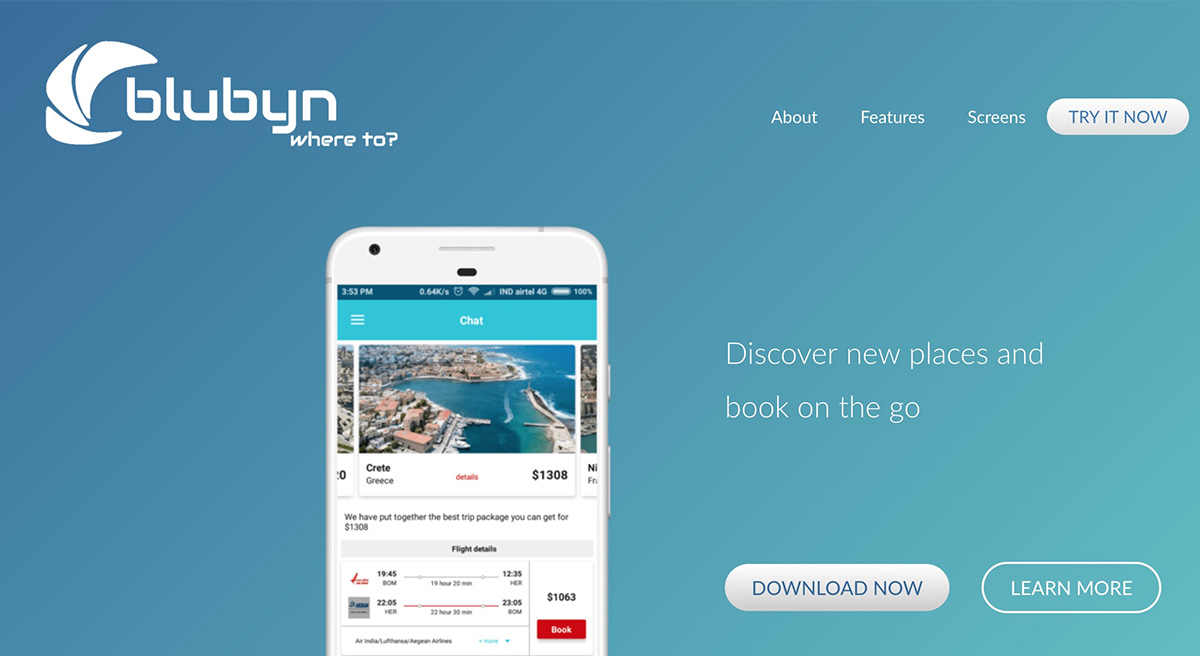 blubyn
where to?
About Features Screens TRY IT NOW
3:53 PM 0.64K/s IND airtel 4G 100%
Chat
20
Crete
Greece
details
$1308
Ni
Fra
We have put together the best trip package you can get for
$1308
Flight details
19:45 12:35
BOM 19 hour 20 min HER
22:05 23:05
HER 22 hour 30 min BOM
$1063
Book
Air India/Lufthansa/Aegean Airlines + more
Discover new places and
book on the go
DOWNLOAD NOW LEARN MORE